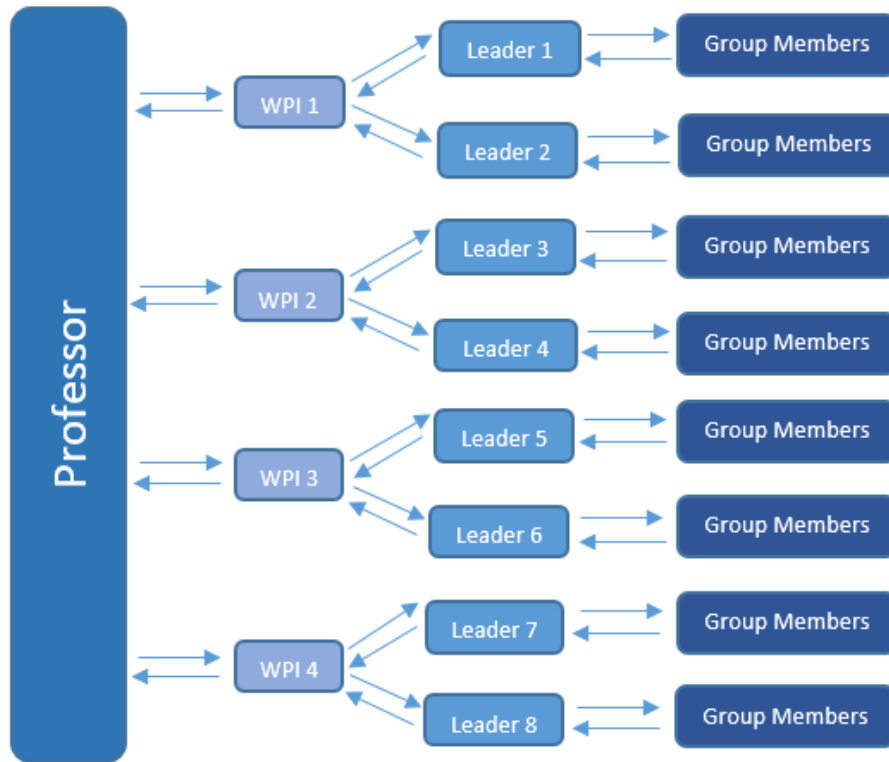 Professor
WPI 1
Leader 1
Group Members
Leader 2
Group Members
WPI 2
Leader 3
Group Members
Leader 4
Group Members
WPI 3
Leader 5
Group Members
Leader 6
Group Members
WPI 4
Leader 7
Group Members
Leader 8
Group Members